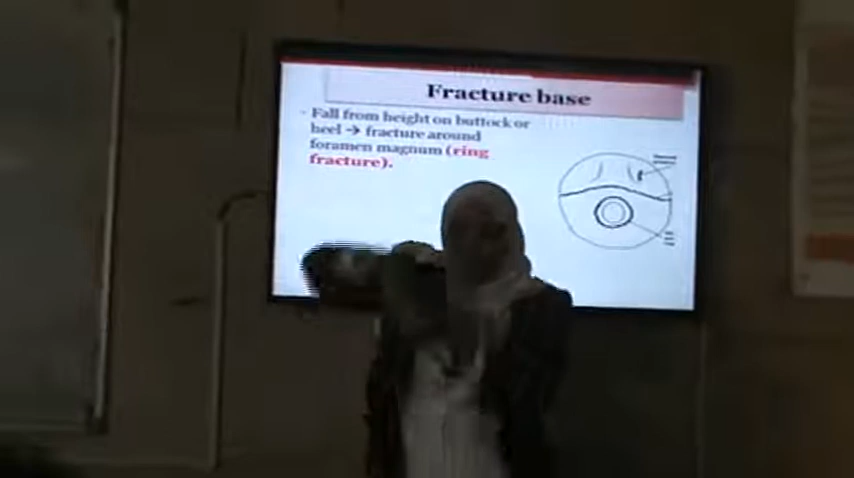 Fracture base
Fall from height on buttock or
heel → fracture around
foramen magnum (ring
fracture).